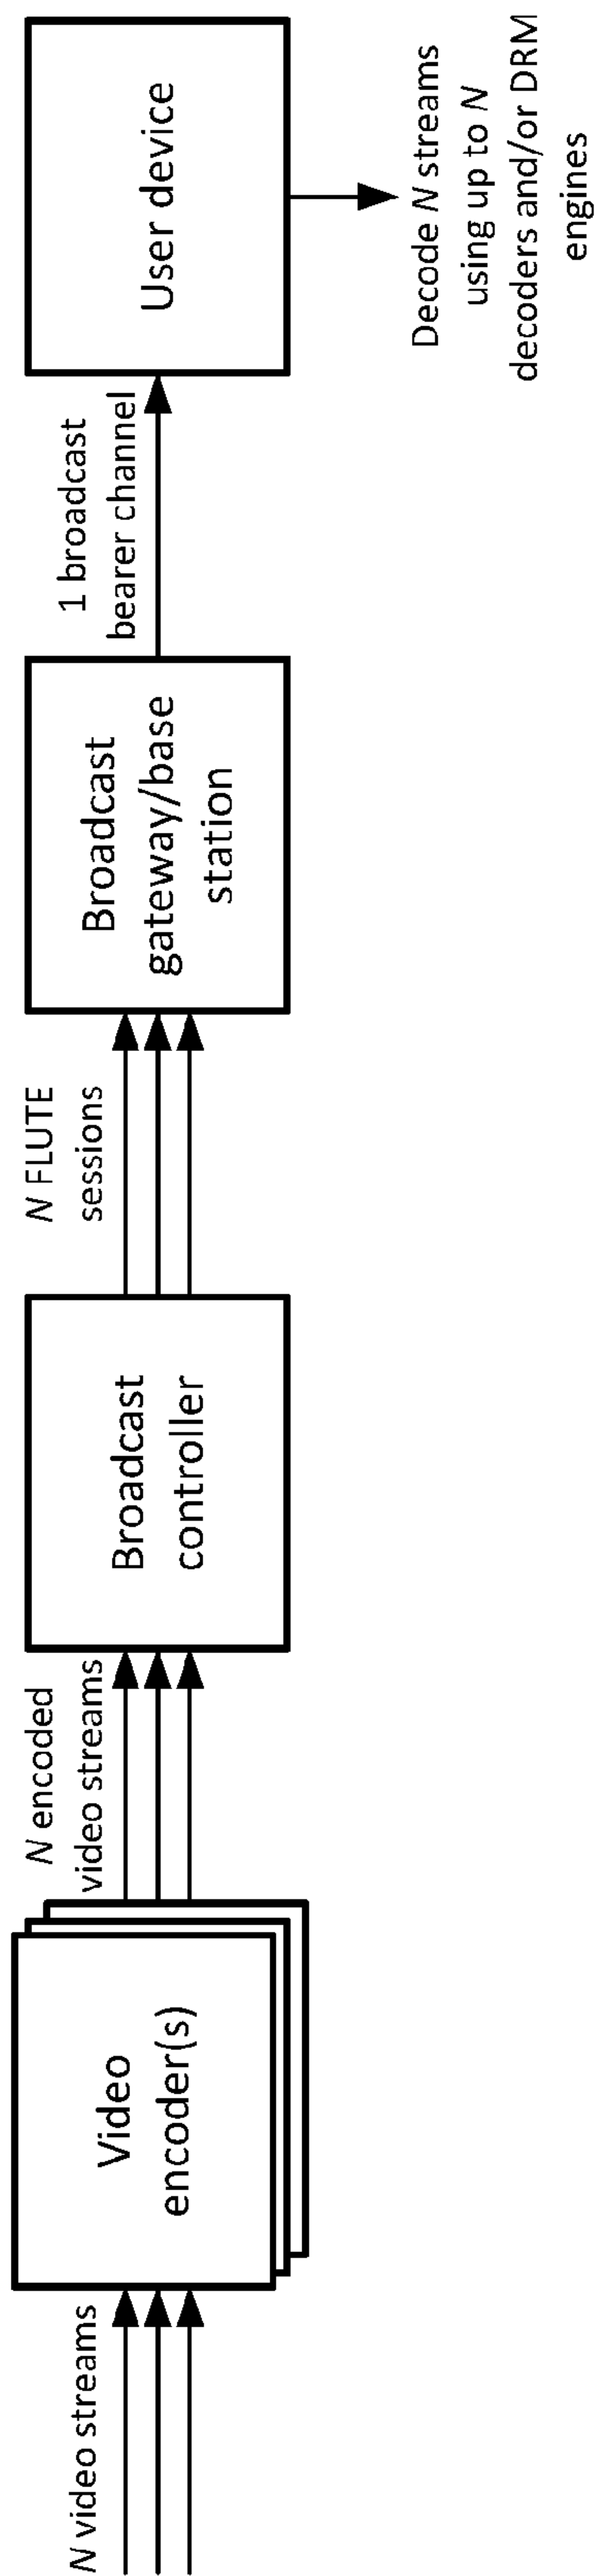 N video streams
Video
encoder(s)
N encoded
video streams
Broadcast
controller
N FLUTE
sessions
Broadcast
gateway/base
station
1 broadcast
bearer channel
User device
Decode N streams
using up to N
decoders and/or DRM
engines